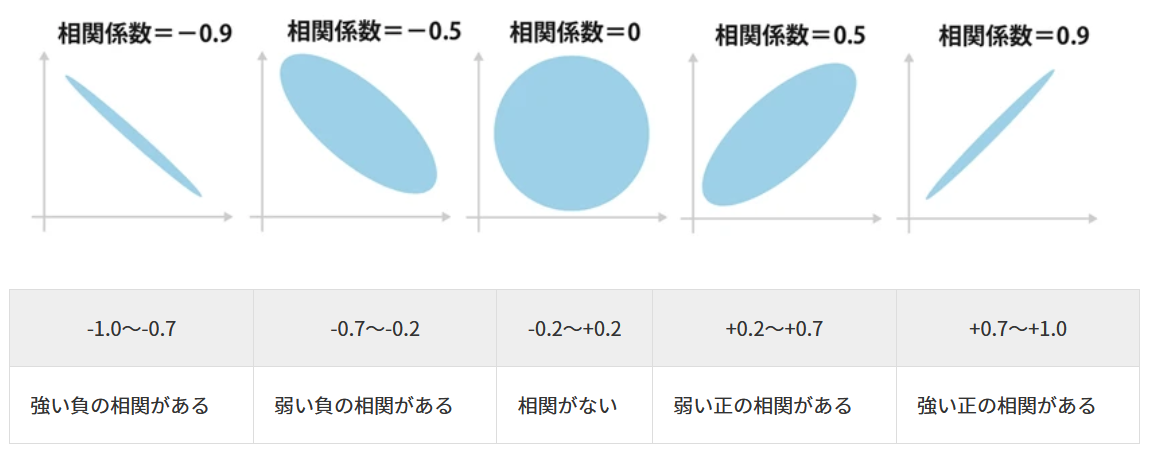 相関係数＝－0.9
相関係数＝－0.5
相関係数＝0
相関係数＝0.5
相関係数＝0.9
-1.0～-0.7
-0.7～-0.2
-0.2～+0.2
+0.2～+0.7
+0.7～+1.0
強い負の相関がある
弱い負の相関がある
相関がない
弱い正の相関がある
強い正の相関がある